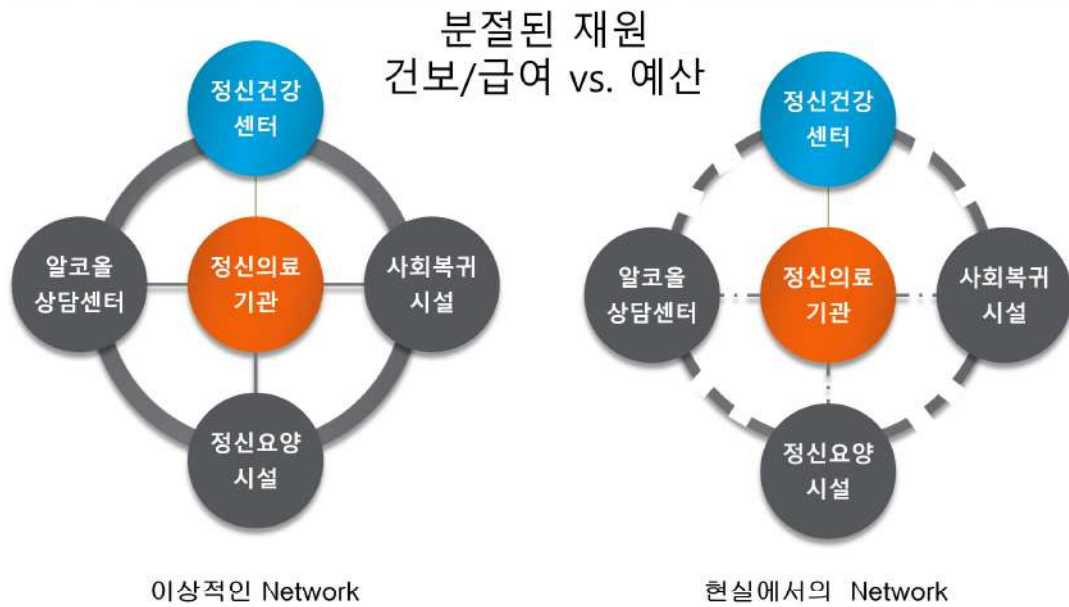 분절된 재원
건보/급여 vs. 예산
정신건강
센터
알코올
상담센터
정신의료
기관
사회복귀
시설
정신요양
시설
이상적인 Network
정신건강
센터
알코올
상담센터
정신의료
기관
사회복귀
시설
정신요양
시설
현실에서의 Network